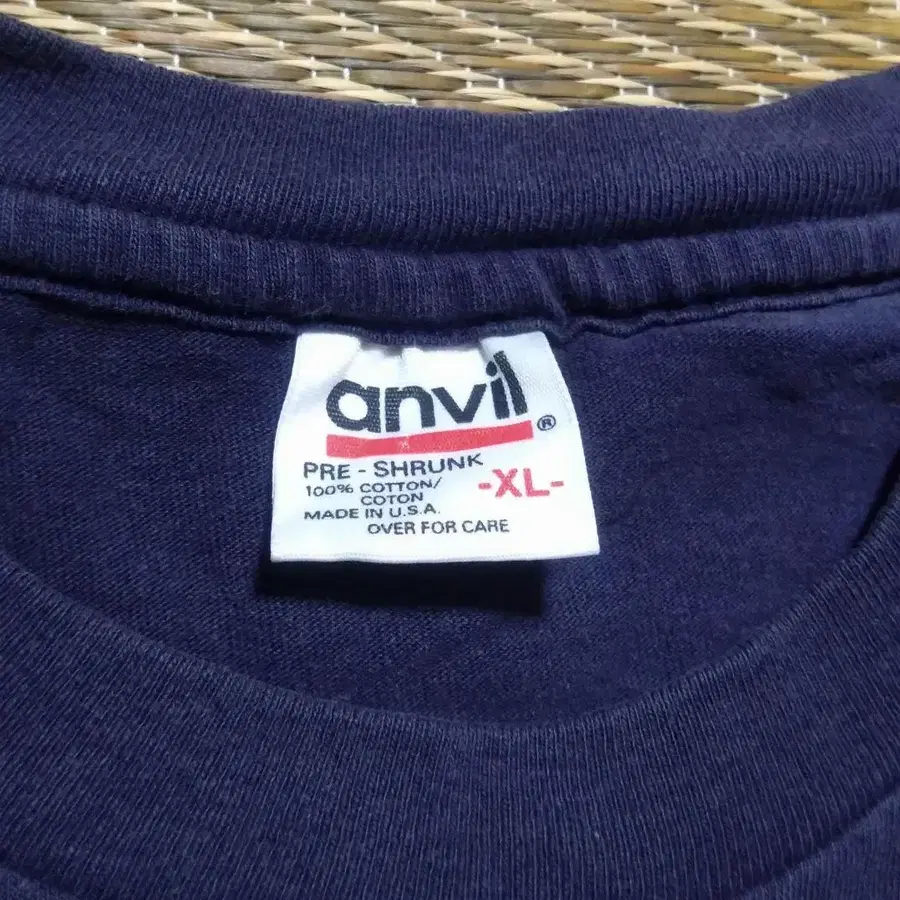 anvil®
PRE - SHRUNK
100% COTTON/
COTON
-XL-
MADE IN U.S.A.
OVER FOR CARE